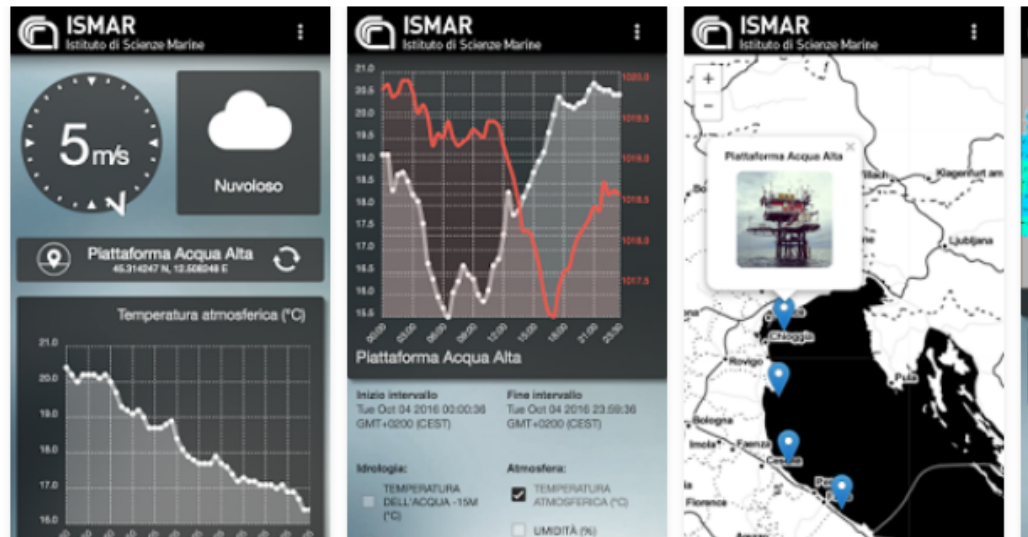 ISMAR
Istituto di Scienze Marine
5 m/s
Nuvoloso
Piattaforma Acqua Alta
45.314247 N, 12.508248 E
Temperatura atmosferica (°C)
21.0
20.0
19.0
18.0
17.0
16.0
ISMAR
Istituto di Scienze Marine
21.0
20.5
20.0
19.5
19.0
18.5
18.0
17.5
17.0
16.5
16.0
15.5
1020.0
1019.5
1019.0
1018.5
1018.0
1017.5
00:00
03:00
06:00
09:00
12:00
15:00
18:00
21:00
23:50
Piattaforma Acqua Alta
Inizio intervallo
Tue Oct 04 2016 00:00:36
GMT+0200 (CEST)
Fine intervallo
Tue Oct 04 2016 23:59:36
GMT+0200 (CEST)
Idrologia:
TEMPERATURA
DELL'ACQUA -15M
(°C)
Atmosfera:
TEMPERATURA
ATMOSFERICA (°C)
UMIDITÀ (%)
ISMAR
Istituto di Scienze Marine
+
−
Piattaforma Acqua Alta
×
Klagenfurt am
Ljubljana
Chioggia
Rovigo
Pula
Bologna
Imola
Faenza
Florence